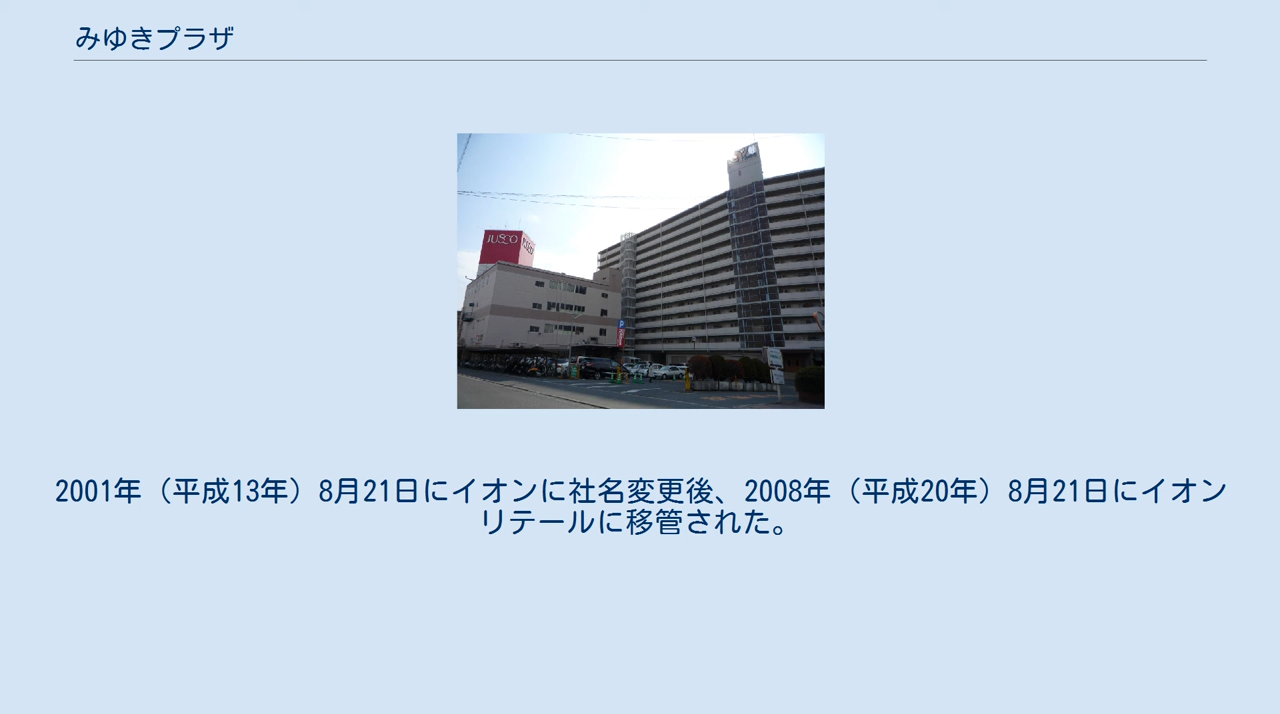 みゆきプラザ
JUSCO
P
2001年（平成13年）8月21日にイオンに社名変更後、2008年（平成20年）8月21日にイオン
リテールに移管された。